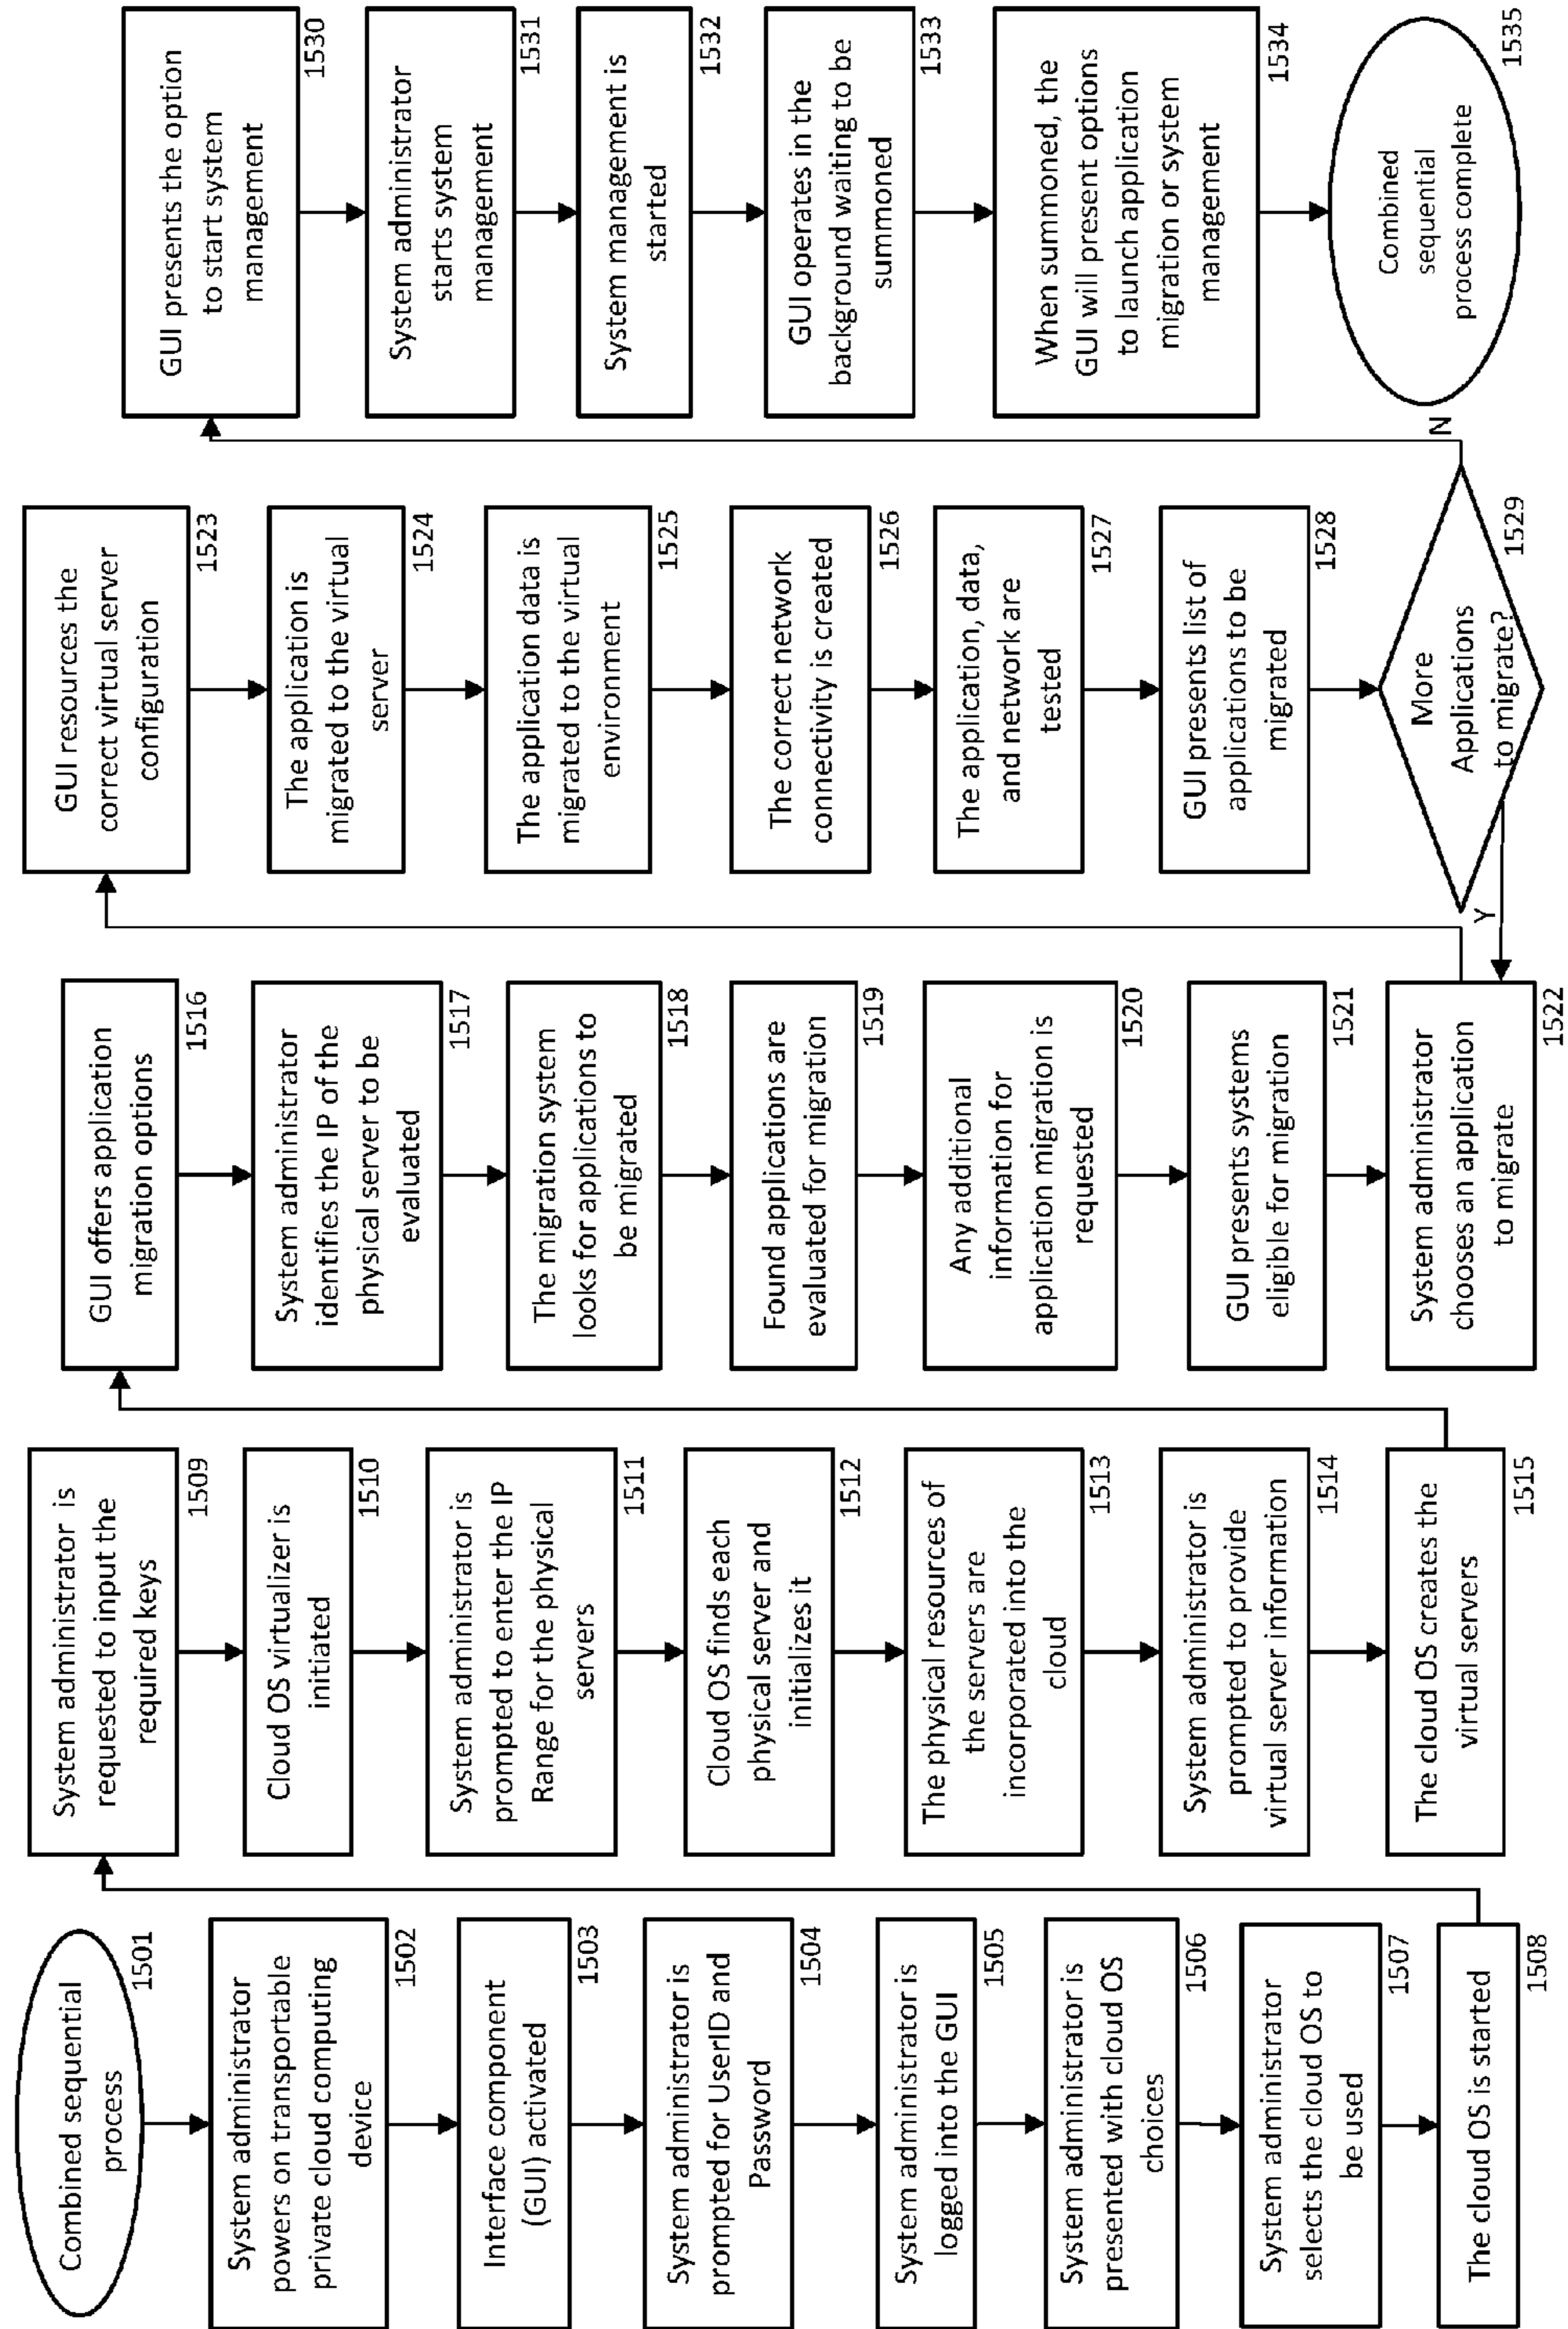 Combined sequential
process
1501
System administrator
powers on transportable
private cloud computing
device
1502
Interface component
(GUI) activated
1503
System administrator is
prompted for UserID and
Password
1504
System administrator is
logged into the GUI
1505
System administrator is
presented with cloud OS
choices
1506
System administrator
selects the cloud OS to
be used
1507
The cloud OS is started
1508
System administrator is
requested to input the
required keys
1509
Cloud OS virtualizer is
initiated
1510
System administrator is
prompted to enter the IP
Range for the physical
servers
1511
Cloud OS finds each
physical server and
initializes it
1512
The physical resources of
the servers are
incorporated into the
cloud
1513
System administrator is
prompted to provide
virtual server information
1514
The cloud OS creates the
virtual servers
1515
GUI offers application
migration options
1516
System administrator
identifies the IP of the
physical server to be
evaluated
1517
The migration system
looks for applications to
be migrated
1518
Found applications are
evaluated for migration
1519
Any additional
information for
application migration is
requested
1520
GUI presents systems
eligible for migration
1521
System administrator
chooses an application
to migrate
1522
GUI resources the
correct virtual server
configuration
1523
The application is
migrated to the virtual
server
1524
The application data is
migrated to the virtual
environment
1525
The correct network
connectivity is created
1526
The application, data,
and network are
tested
1527
GUI presents list of
applications to be
migrated
1528
More
Applications
to migrate?
1529
Y
N
GUI presents the option
to start system
management
1530
System administrator
starts system
management
1531
System management is
started
1532
GUI operates in the
background waiting to be
summoned
1533
When summoned, the
GUI will present options
to launch application
migration or system
management
1534
Combined
sequential
process complete
1535